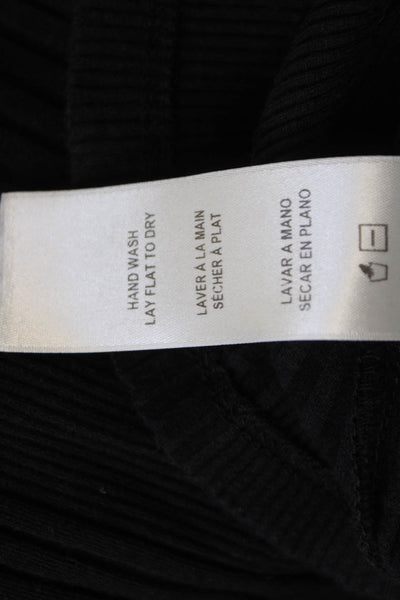 HAND WASH
LAY FLAT TO DRY
LAVER À LA MAIN
SÉCHER À PLAT
LAVAR A MANO
SECAR EN PLANO